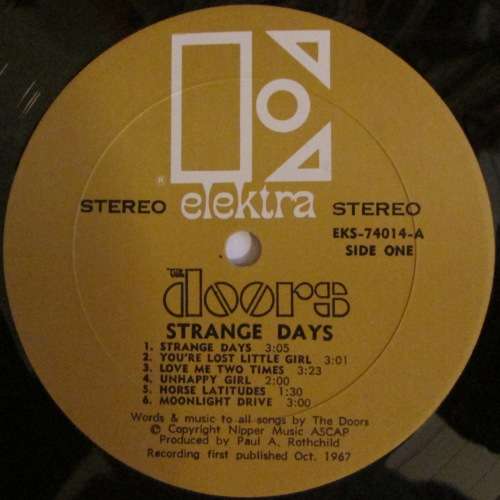 ®
elektra
STEREO
STEREO
EKS-74014-A
SIDE ONE
THE
doors
STRANGE DAYS
1. STRANGE DAYS 3:05
2. YOU'RE LOST LITTLE GIRL 3:01
3. LOVE ME TWO TIMES 3:23
4. UNHAPPY GIRL 2:00
5. HORSE LATITUDES 1:30
6. MOONLIGHT DRIVE 3:00
Words & music to all songs by The Doors
© Copyright Nipper Music ASCAP
Produced by Paul A. Rothchild
Recording first published Oct. 1967